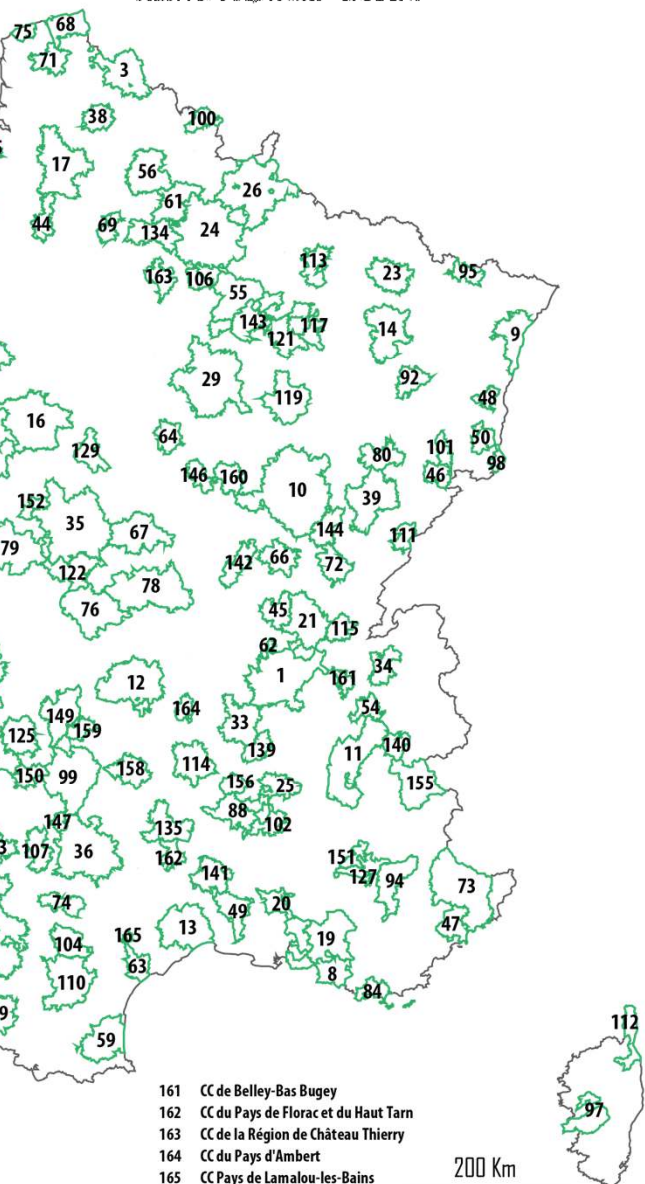 75 68
71 3
38 100
17 56 26
61
44 69 134 24
163 106 113 23 95
55
143 117 14 9
121
29 92
119 48
16 64
129 80 101 50
146 160 46 98
10 39
152
35 67 144 111
79
122 142 66 72
78
76 45 21
115
62
12 1 161 34
164 54
149 33
125 159 139 11 140
150 99 158 114 156 25 155
88
147 135 102
107 36 162 151
141 127 94 73
74 49 20
165 13 47
104 19
63 8
110 84
9
59 112
97
161 CC de Belley-Bas Bugey
162 CC du Pays de Florac et du Haut Tarn
163 CC de la Région de Château Thierry
164 CC du Pays d'Ambert
165 CC Pays de Lamalou-les-Bains
200 Km